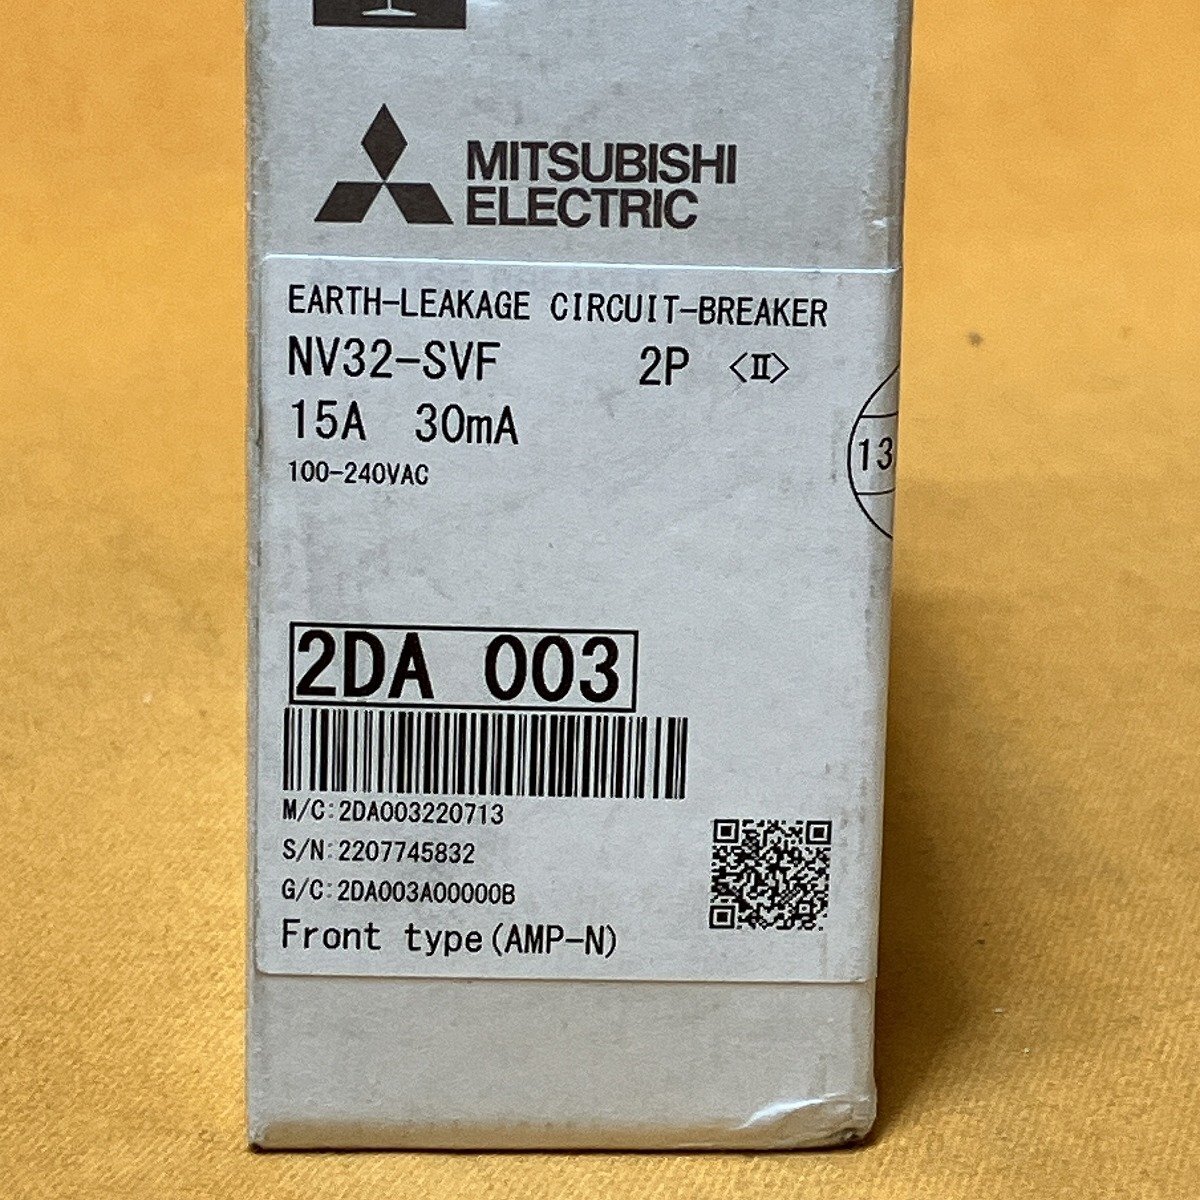 MITSUBISHI
ELECTRIC
EARTH-LEAKAGE CIRCUIT-BREAKER
NV32-SVF 2P <Ⅱ>
15A 30mA
100-240VAC
13
2DA 003
M/C:2DA003220713
S/N:2207745832
G/C:2DA003A00000B
Front type(AMP-N)